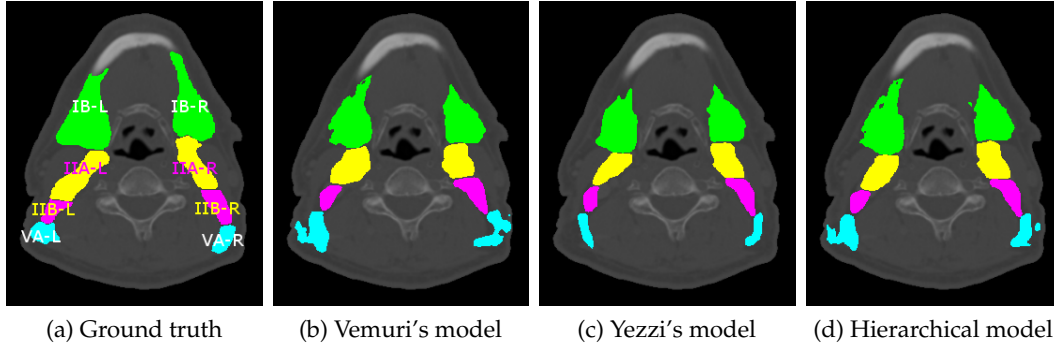 IB-L IB-R
IIA-L IIA-R
IIB-L IIB-R
VA-L VA-R
(a) Ground truth
(b) Vemuri's model
(c) Yezzi's model
(d) Hierarchical model